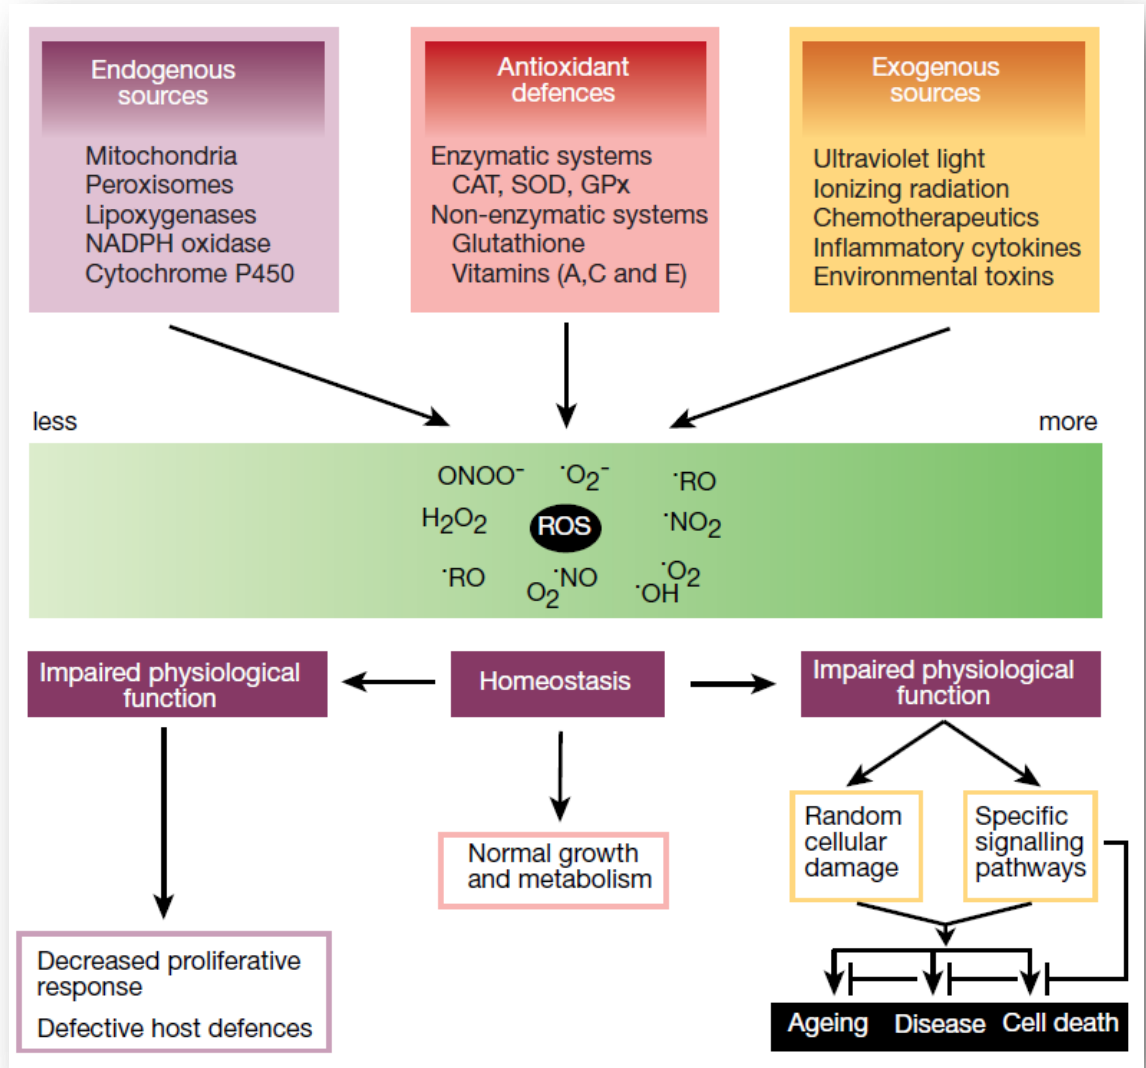 Endogenous
sources
Mitochondria
Peroxisomes
Lipoxygenases
NADPH oxidase
Cytochrome P450
Antioxidant
defences
Enzymatic systems
CAT, SOD, GPx
Non-enzymatic systems
Glutathione
Vitamins (A,C and E)
Exogenous
sources
Ultraviolet light
Ionizing radiation
Chemotherapeutics
Inflammatory cytokines
Environmental toxins
less
more
ONOO⁻
˙O₂⁻
˙RO
H₂O₂
ROS
˙NO₂
˙RO
O₂
˙NO
˙OH
˙O₂
Impaired physiological
function
Homeostasis
Impaired physiological
function
Decreased proliferative
response
Defective host defences
Normal growth
and metabolism
Random
cellular
damage
Specific
signalling
pathways
Ageing
Disease
Cell death